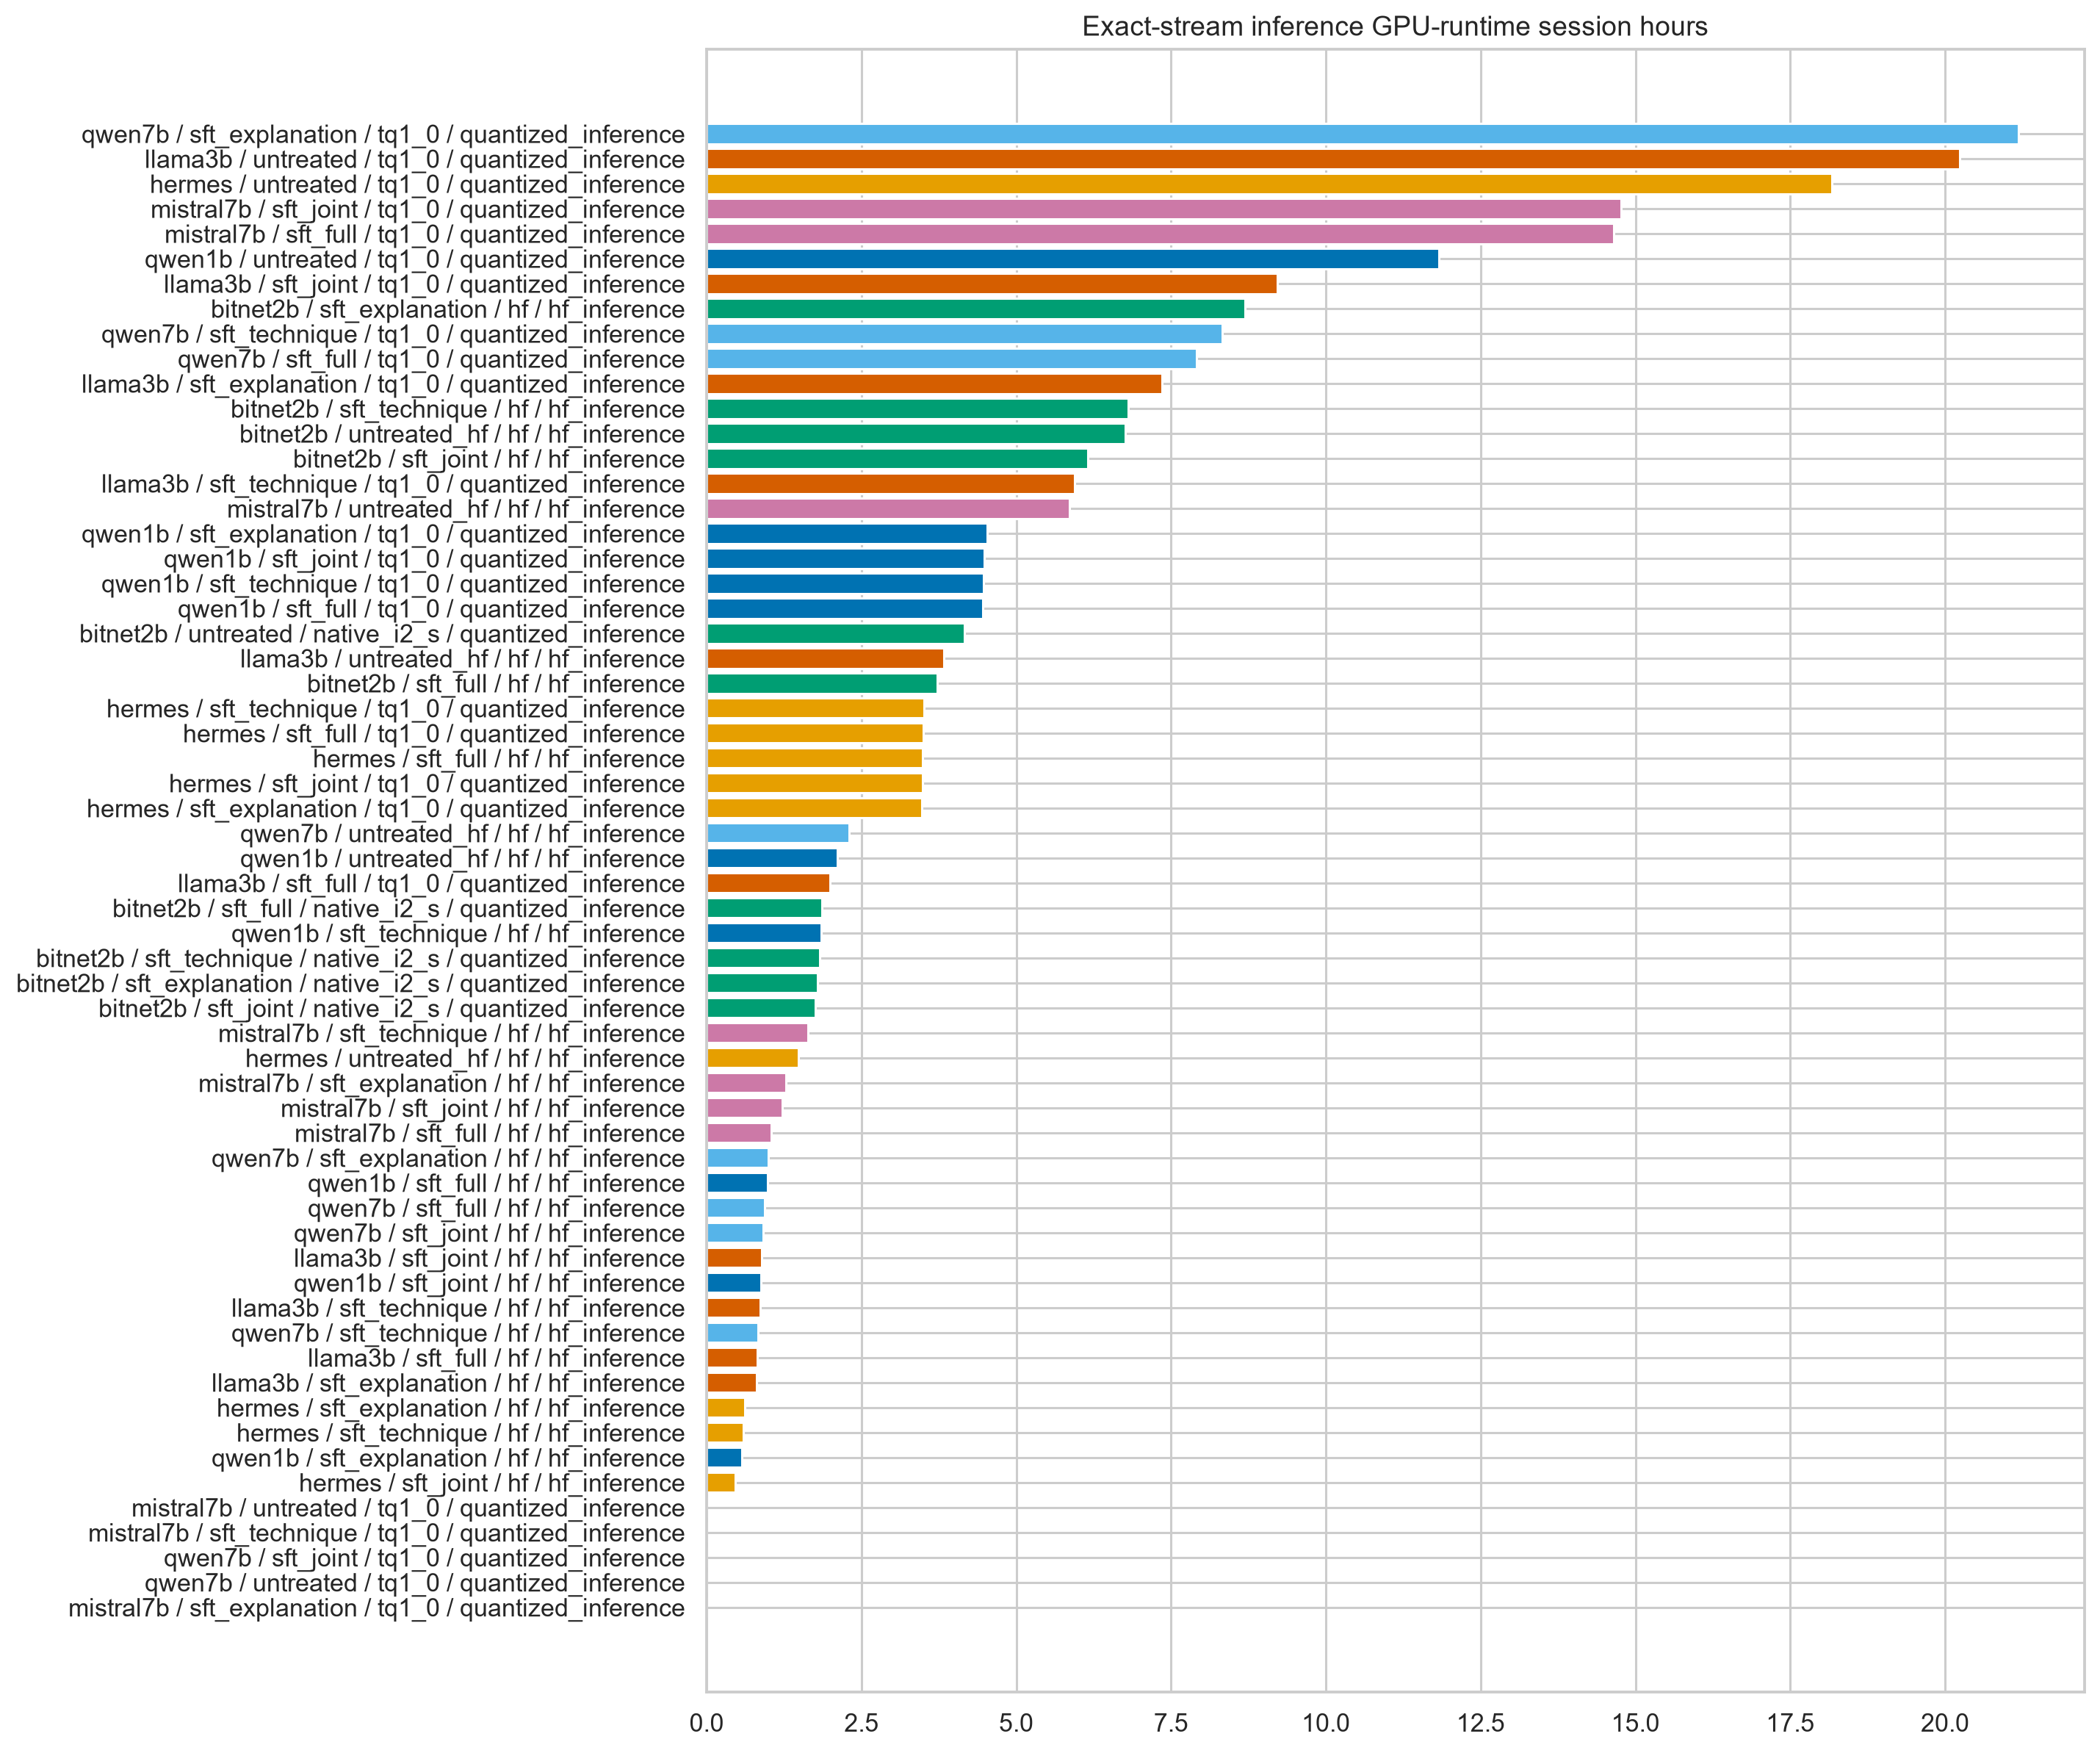 Exact-stream inference GPU-runtime session hours
qwen7b / sft_explanation / tq1_0 / quantized_inference
llama3b / untreated / tq1_0 / quantized_inference
hermes / untreated / tq1_0 / quantized_inference
mistral7b / sft_joint / tq1_0 / quantized_inference
mistral7b / sft_full / tq1_0 / quantized_inference
qwen1b / untreated / tq1_0 / quantized_inference
llama3b / sft_joint / tq1_0 / quantized_inference
bitnet2b / sft_explanation / hf / hf_inference
qwen7b / sft_technique / tq1_0 / quantized_inference
qwen7b / sft_full / tq1_0 / quantized_inference
llama3b / sft_explanation / tq1_0 / quantized_inference
bitnet2b / sft_technique / hf / hf_inference
bitnet2b / untreated_hf / hf / hf_inference
bitnet2b / sft_joint / hf / hf_inference
llama3b / sft_technique / tq1_0 / quantized_inference
mistral7b / untreated_hf / hf / hf_inference
qwen1b / sft_explanation / tq1_0 / quantized_inference
qwen1b / sft_joint / tq1_0 / quantized_inference
qwen1b / sft_technique / tq1_0 / quantized_inference
qwen1b / sft_full / tq1_0 / quantized_inference
bitnet2b / untreated / native_i2_s / quantized_inference
llama3b / untreated_hf / hf / hf_inference
bitnet2b / sft_full / hf / hf_inference
hermes / sft_technique / tq1_0 / quantized_inference
hermes / sft_full / tq1_0 / quantized_inference
hermes / sft_full / hf / hf_inference
hermes / sft_joint / tq1_0 / quantized_inference
hermes / sft_explanation / tq1_0 / quantized_inference
qwen7b / untreated_hf / hf / hf_inference
qwen1b / untreated_hf / hf / hf_inference
llama3b / sft_full / tq1_0 / quantized_inference
bitnet2b / sft_full / native_i2_s / quantized_inference
qwen1b / sft_technique / hf / hf_inference
bitnet2b / sft_technique / native_i2_s / quantized_inference
bitnet2b / sft_explanation / native_i2_s / quantized_inference
bitnet2b / sft_joint / native_i2_s / quantized_inference
mistral7b / sft_technique / hf / hf_inference
hermes / untreated_hf / hf / hf_inference
mistral7b / sft_explanation / hf / hf_inference
mistral7b / sft_joint / hf / hf_inference
mistral7b / sft_full / hf / hf_inference
qwen7b / sft_explanation / hf / hf_inference
qwen1b / sft_full / hf / hf_inference
qwen7b / sft_full / hf / hf_inference
qwen7b / sft_joint / hf / hf_inference
llama3b / sft_joint / hf / hf_inference
qwen1b / sft_joint / hf / hf_inference
llama3b / sft_technique / hf / hf_inference
qwen7b / sft_technique / hf / hf_inference
llama3b / sft_full / hf / hf_inference
llama3b / sft_explanation / hf / hf_inference
hermes / sft_explanation / hf / hf_inference
hermes / sft_technique / hf / hf_inference
qwen1b / sft_explanation / hf / hf_inference
hermes / sft_joint / hf / hf_inference
mistral7b / untreated / tq1_0 / quantized_inference
mistral7b / sft_technique / tq1_0 / quantized_inference
qwen7b / sft_joint / tq1_0 / quantized_inference
qwen7b / untreated / tq1_0 / quantized_inference
mistral7b / sft_explanation / tq1_0 / quantized_inference
0.0 2.5 5.0 7.5 10.0 12.5 15.0 17.5 20.0